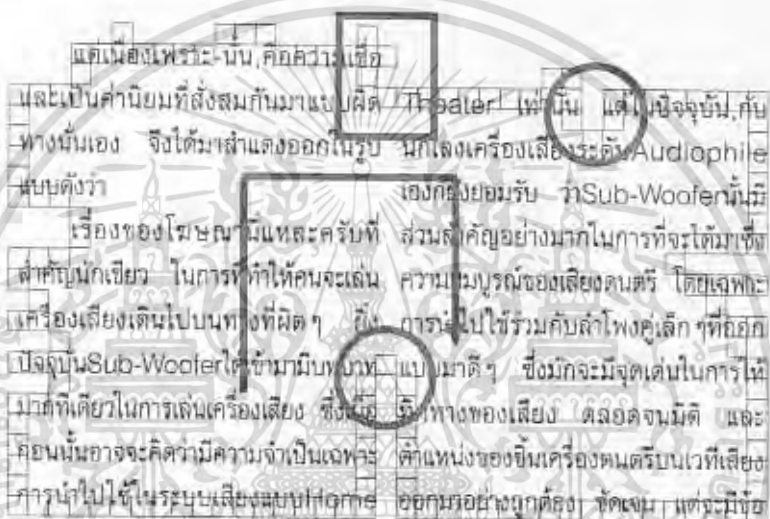 แต่เนื่องเพราะ-นั้น,คือความเชื่อ
และเป็นค่านิยมที่สั่งสมกันมาแบบผิด
ทางนั่นเอง จึงได้มาสำแดงออกในรูป
แบบดังว่า
เรื่องของโฆษณานี่แหละครับที่
สำคัญนักเชียว ในการที่ทำให้คนจะเล่น
เครื่องเสียงเดินไปบนทางที่ผิดๆ ยิ่ง
ปัจจุบันSub-Wooferได้เข้ามามีบทบาท
มากทีเดียวในการเล่นเครื่องเสียง ซึ่งเมื่อ
ก่อนนั้นอาจจะคิดว่ามีความจำเป็นเฉพาะ
การนำไปใช้ในระบบเสียงแบบHome
Theater เท่านั้น แต่ในปัจจุบัน,กับ
นักเลงเครื่องเสียงระดับAudiophile
เองก็ยังยอมรับ ว่าSub-Wooferนั้นมี
ส่วนสำคัญอย่างมากในการที่จะได้มาซึ่ง
ความสมบูรณ์ของเสียงดนตรี โดยเฉพาะ
การนำไปใช้ร่วมกับลำโพงคู่เล็กๆที่ออก
แบบมาดีๆ ซึ่งมักจะมีจุดเด่นในการให้
มีทิศทางของเสียง ตลอดจนมิติ และ
ตำแหน่งของชิ้นเครื่องดนตรีบนเวทีเสียง
ออกมาอย่างถูกต้อง ชัดเจน แต่จะมีข้อ